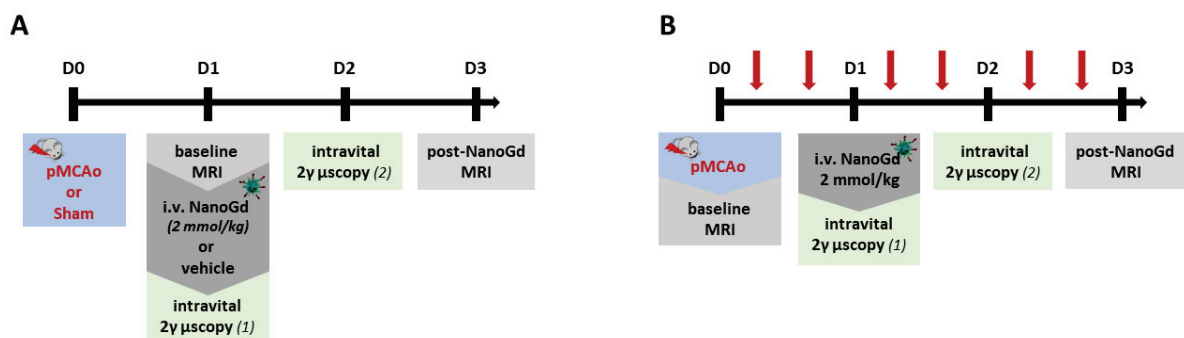 A
D0
D1
D2
D3
pMCAo
or
Sham
baseline
MRI
i.v. NanoGd
(2 mmol/kg)
or
vehicle
intravital
2γ μscopy (1)
intravital
2γ μscopy (2)
post-NanoGd
MRI
B
D0
D1
D2
D3
pMCAo
baseline
MRI
i.v. NanoGd
2 mmol/kg
intravital
2γ μscopy (1)
intravital
2γ μscopy (2)
post-NanoGd
MRI